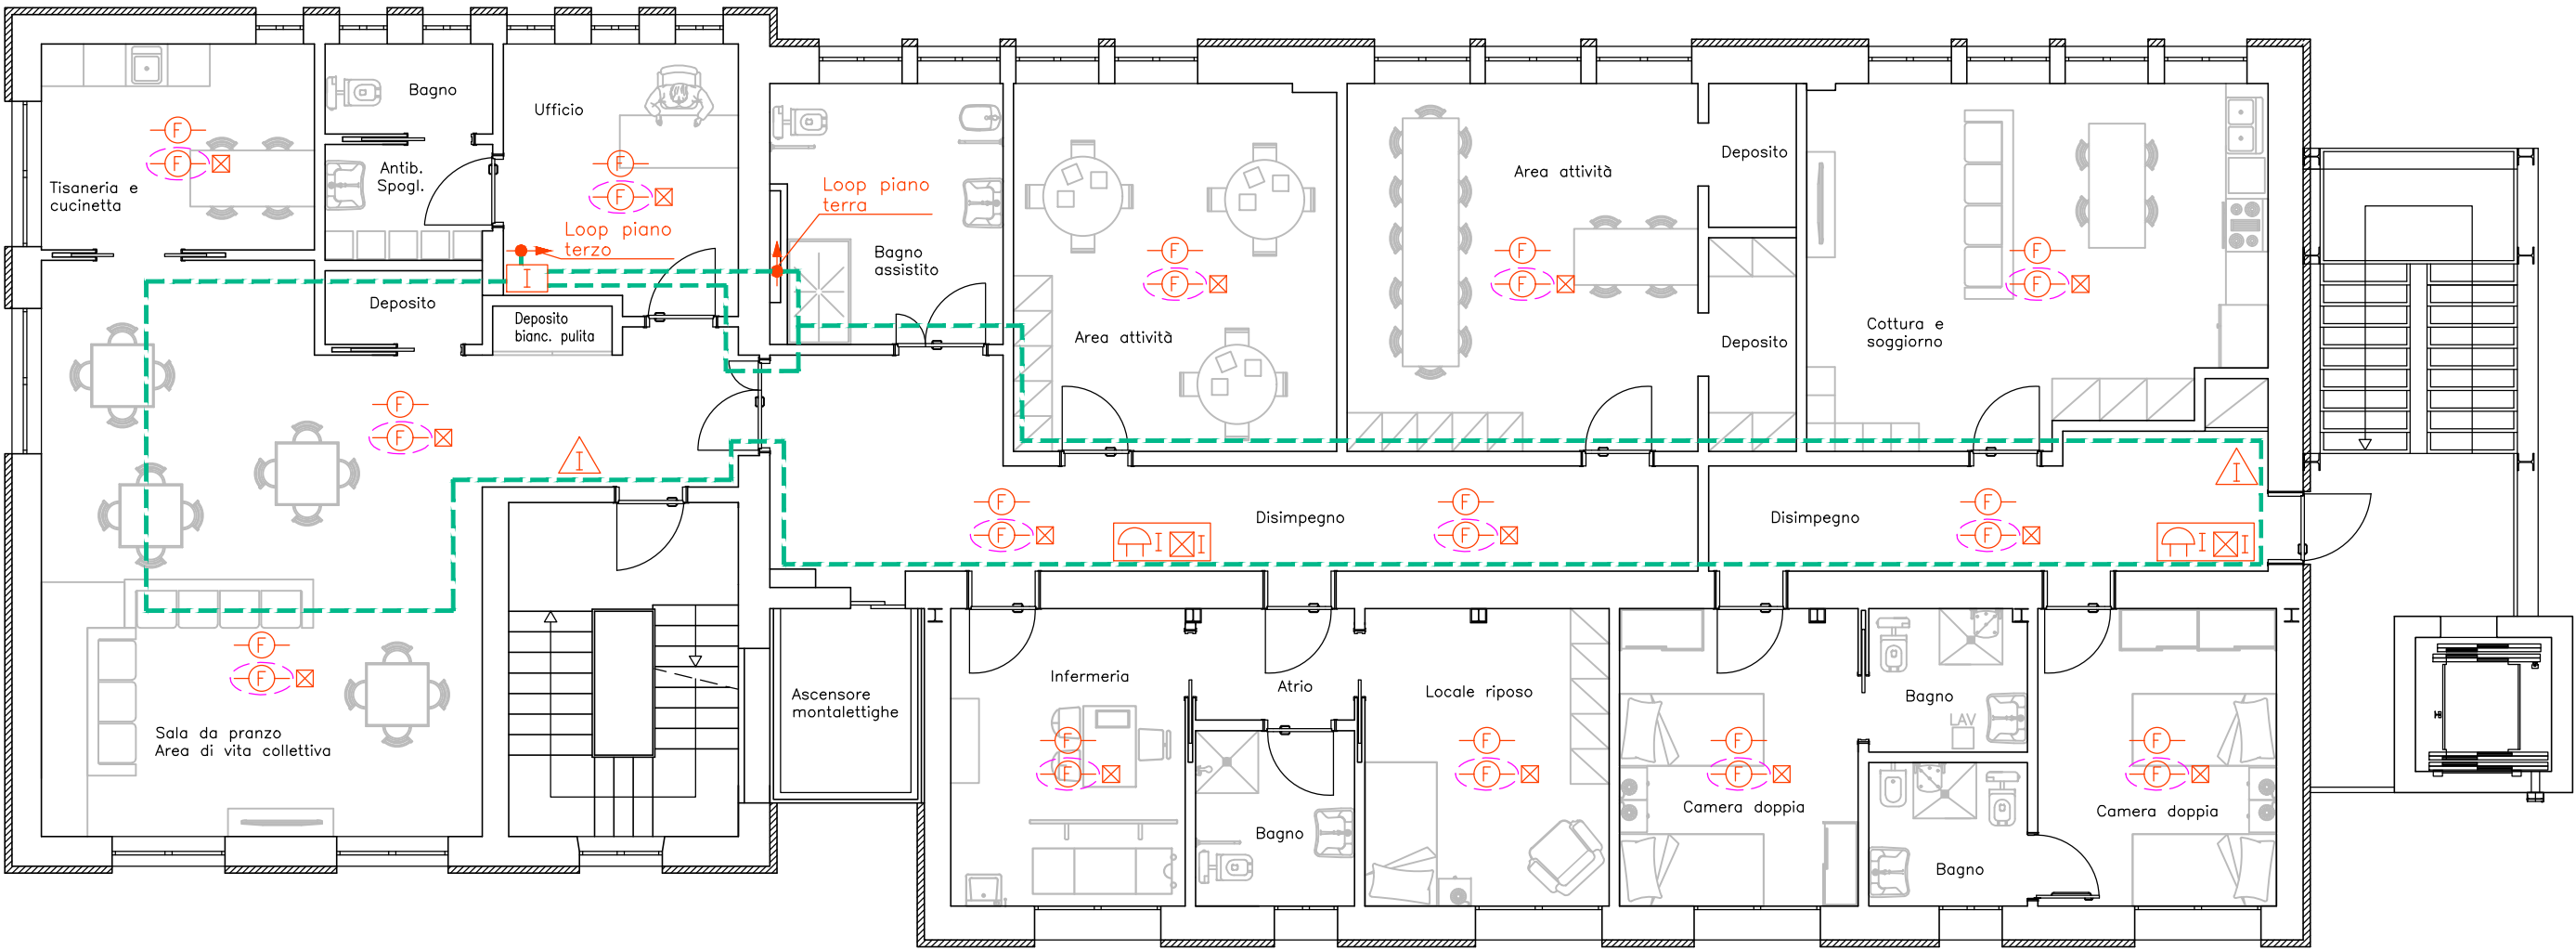 Bagno
Ufficio
Tisaneria e
cucinetta
Antib.
Spogl.
F
F
F
F
Loop piano
terra
Loop piano
terzo
I
Bagno
assistito
Deposito
Deposito
bianc. pulita
Area attività
F
F
Area attività
F
F
Deposito
Deposito
Cottura e
soggiorno
F
F
F
F
I
I
F
F
Disimpegno
F
F
Disimpegno
F
F
I
I
I
I
F
F
Sala da pranzo
Area di vita collettiva
Ascensore
montalettighe
Infermeria
F
F
Atrio
Bagno
Locale riposo
F
F
F
F
Camera doppia
Bagno
LAV
Bagno
F
F
Camera doppia